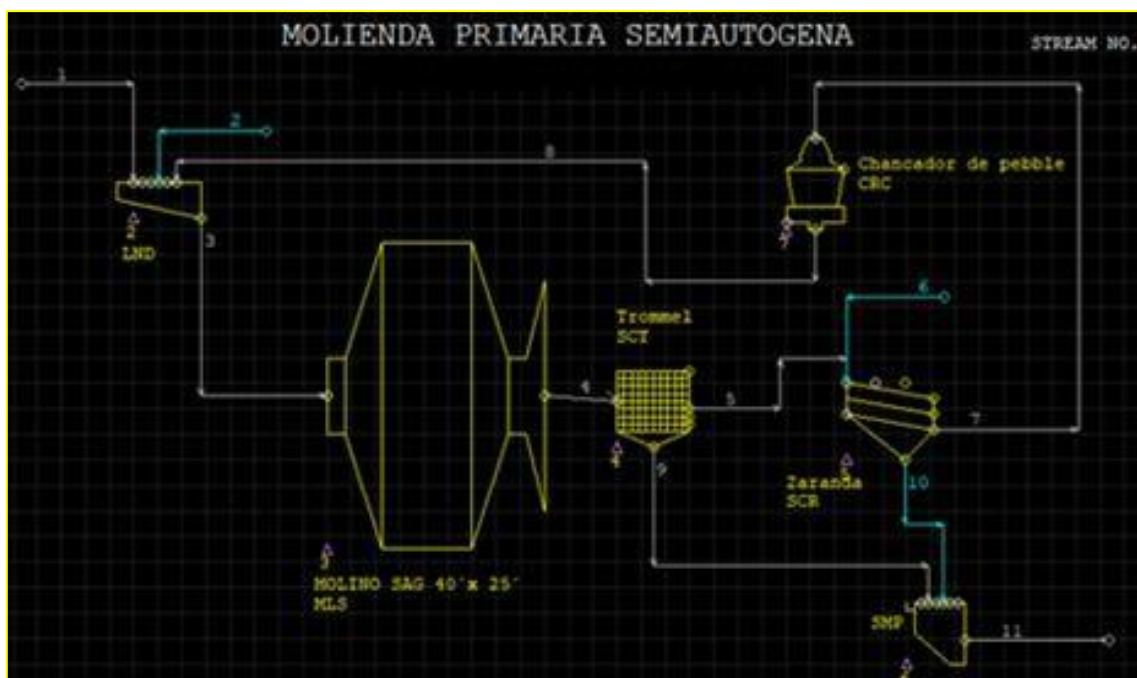 MOLIENDA PRIMARIA SEMIAUTOGENA
STREAM NO.
1
2
8
Chancador de pebble
CRC
7
2
LND
3
6
Trommel
SCT
4
5
7
4
9
5
Zaranda
SCR
10
3
MOLINO SAG 40´x 25´
MLS
SMP
11